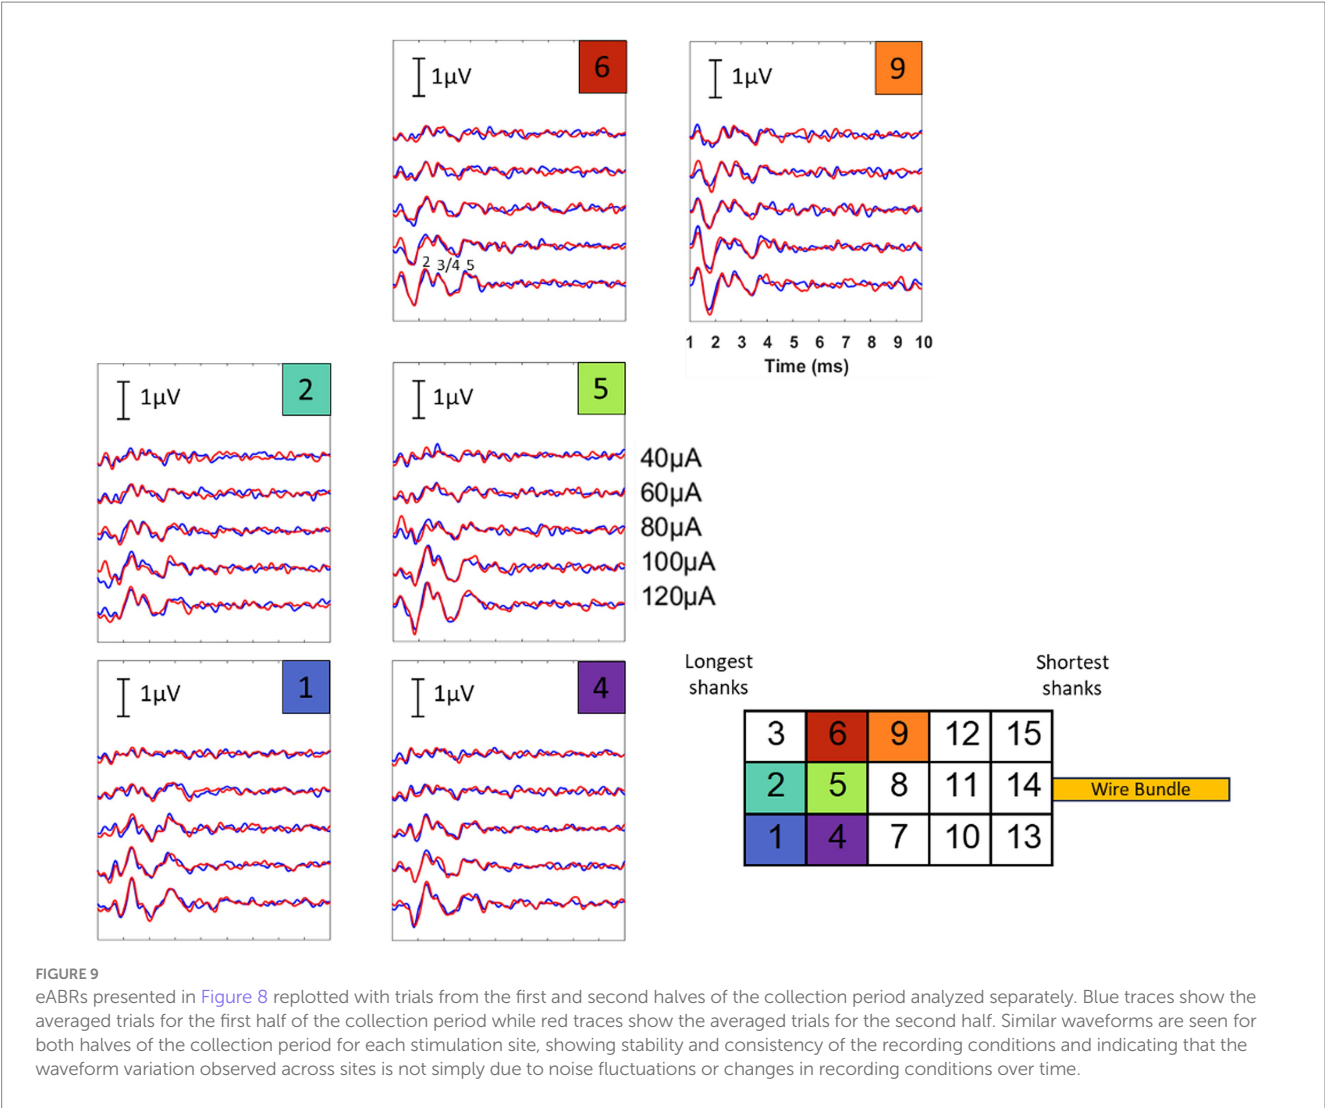 1µV
6
1µV
9
2 3/4 5
1 2 3 4 5 6 7 8 9 10
Time (ms)
1µV
2
1µV
5
40µA
60µA
80µA
100µA
120µA
1µV
1
1µV
4
Longest
shanks
Shortest
shanks
3 6 9 12 15
2 5 8 11 14
Wire Bundle
1 4 7 10 13
FIGURE 9
eABRs presented in Figure 8 replotted with trials from the first and second halves of the collection period analyzed separately. Blue traces show the
averaged trials for the first half of the collection period while red traces show the averaged trials for the second half. Similar waveforms are seen for
both halves of the collection period for each stimulation site, showing stability and consistency of the recording conditions and indicating that the
waveform variation observed across sites is not simply due to noise fluctuations or changes in recording conditions over time.